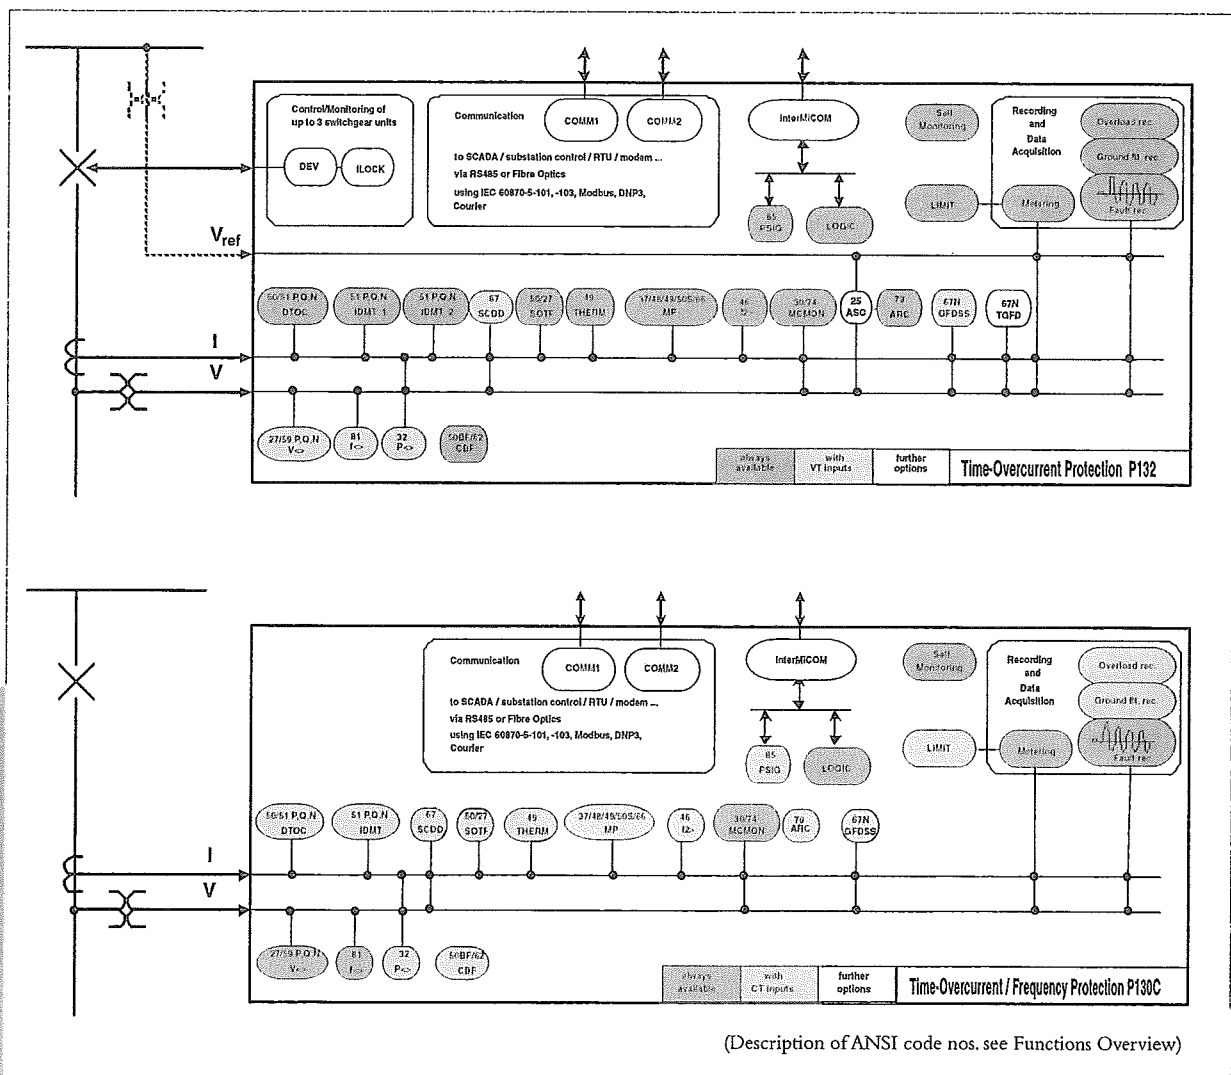 Control/Monitoring of
up to 3 switchgear units
DEV
ILOCK
Communication
COMM1
COMM2
to SCADA / substation control / RTU / modem ...
via RS485 or Fibre Optics
using IEC 60870-5-101, -103, Modbus, DNP3,
Courier
InterMiCOM
85
PSIG
LOGIC
Self
Monitoring
LIMIT
Recording
and
Data
Acquisition
Metering
Overload rec.
Ground flt. rec.
Fault rec.
Vref
50/51 P,Q,N
DTOC
51 P,Q,N
IDMT 1
51 P,Q,N
IDMT 2
67
SCDD
50/27
SOTF
49
THERM
37/48/49/50S/66
MP
46
I2>
30/74
MCMON
25
ASC
79
ARC
67N
GFDSS
67N
TGFD
I
V
27/59 P,Q,N
V<>
81
f<>
32
P<>
50BF/62
CBF
always
available
with
VT inputs
further
options
Time-Overcurrent Protection P132
Communication
COMM1
COMM2
to SCADA / substation control / RTU / modem ...
via RS485 or Fibre Optics
using IEC 60870-5-101, -103, Modbus, DNP3,
Courier
InterMiCOM
85
PSIG
LOGIC
Self
Monitoring
LIMIT
Recording
and
Data
Acquisition
Metering
Overload rec.
Ground flt. rec.
Fault rec.
50/51 P,Q,N
DTOC
51 P,Q,N
IDMT
67
SCDD
50/27
SOTF
49
THERM
37/48/49/50S/66
MP
46
I2>
30/74
MCMON
79
ARC
67N
GFDSS
I
V
27/59 P,Q,N
V<>
81
f<>
32
P<>
50BF/62
CBF
always
available
with
CT inputs
further
options
Time-Overcurrent / Frequency Protection P130C
(Description of ANSI code nos. see Functions Overview)